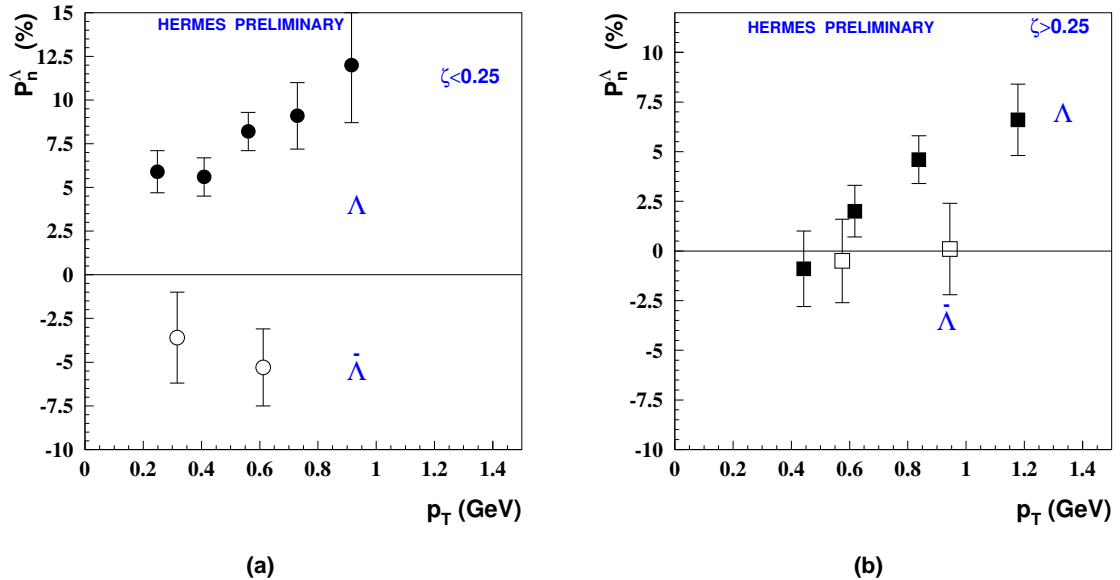 HERMES PRELIMINARY
ζ<0.25
P_n^Λ (%)
15
12.5
10
7.5
5
2.5
0
-2.5
-5
-7.5
-10
Λ
Λ̄
0 0.2 0.4 0.6 0.8 1 1.2 1.4
p_T (GeV)
(a)
HERMES PRELIMINARY
ζ>0.25
P_n^Λ (%)
10
7.5
5
2.5
0
-2.5
-5
-7.5
-10
Λ
Λ̄
0 0.2 0.4 0.6 0.8 1 1.2 1.4
p_T (GeV)
(b)